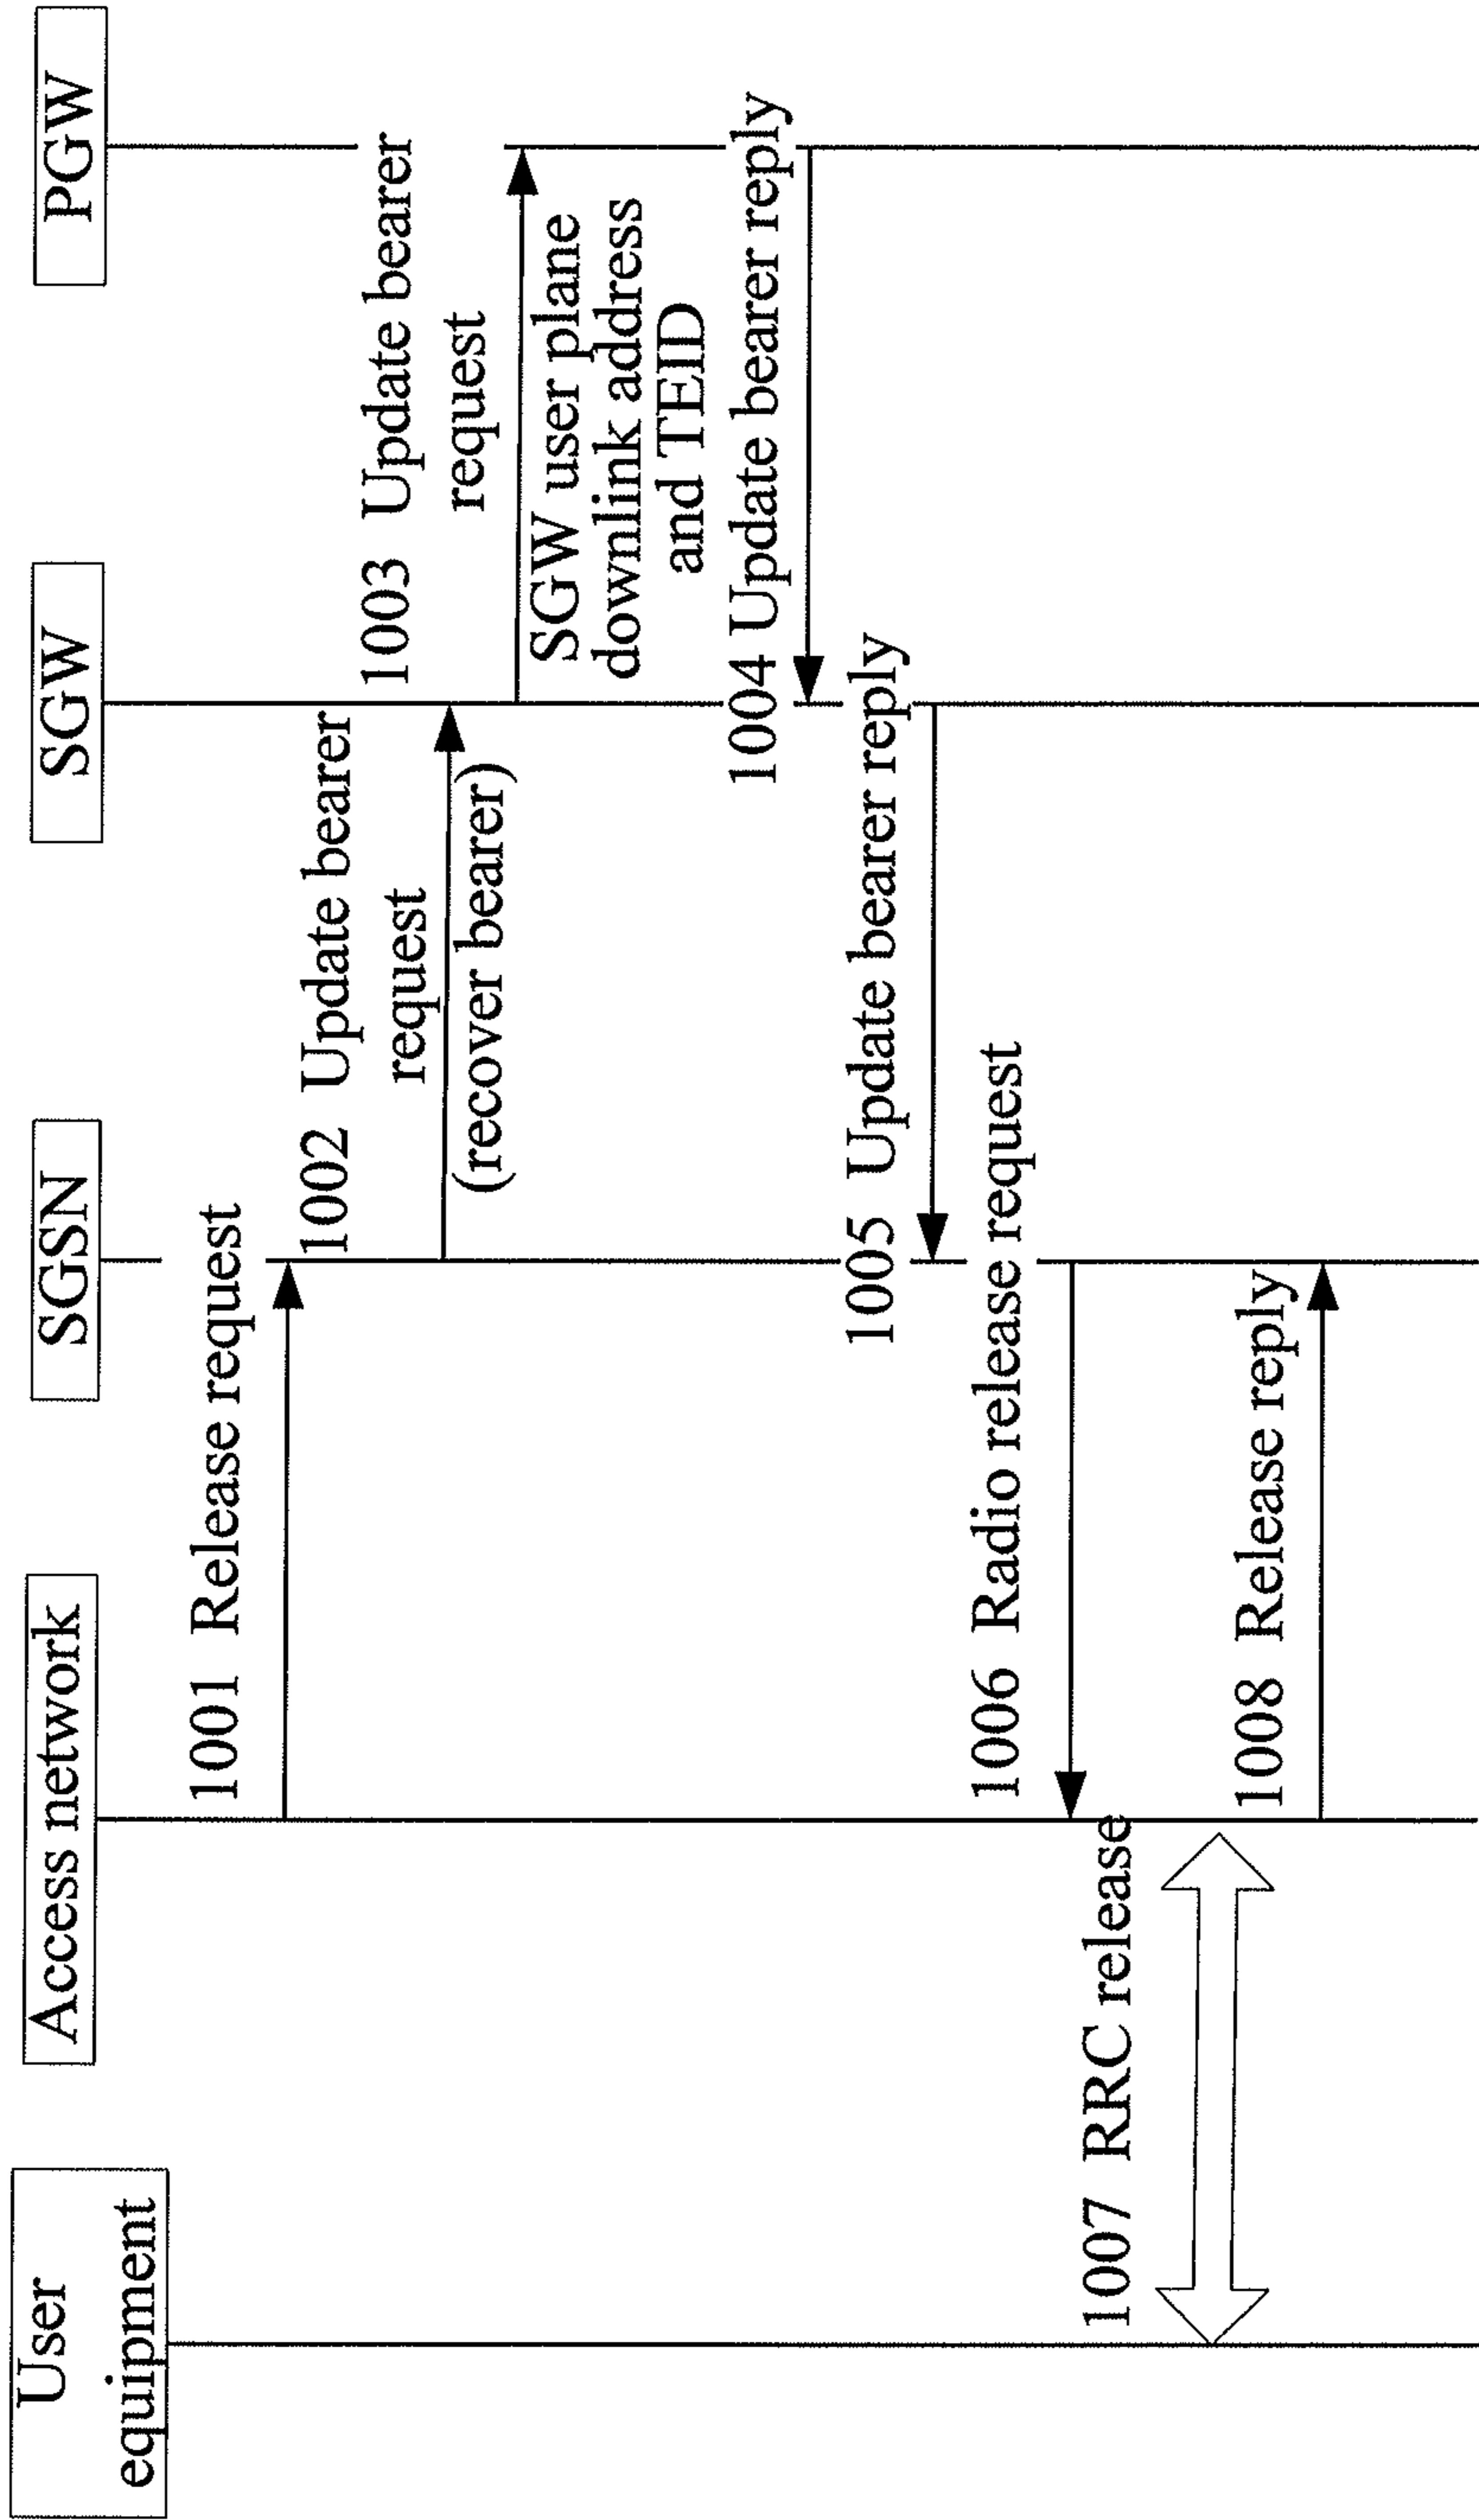 User
equipment
Access network
SGSN
SGW
PGW
1001 Release request
1002 Update bearer
request
(recover bearer)
1003 Update bearer
request
SGW user plane
downlink address
and TEID
1004 Update bearer reply
1005 Update bearer reply
1006 Radio release request
1007 RRC release
1008 Release reply